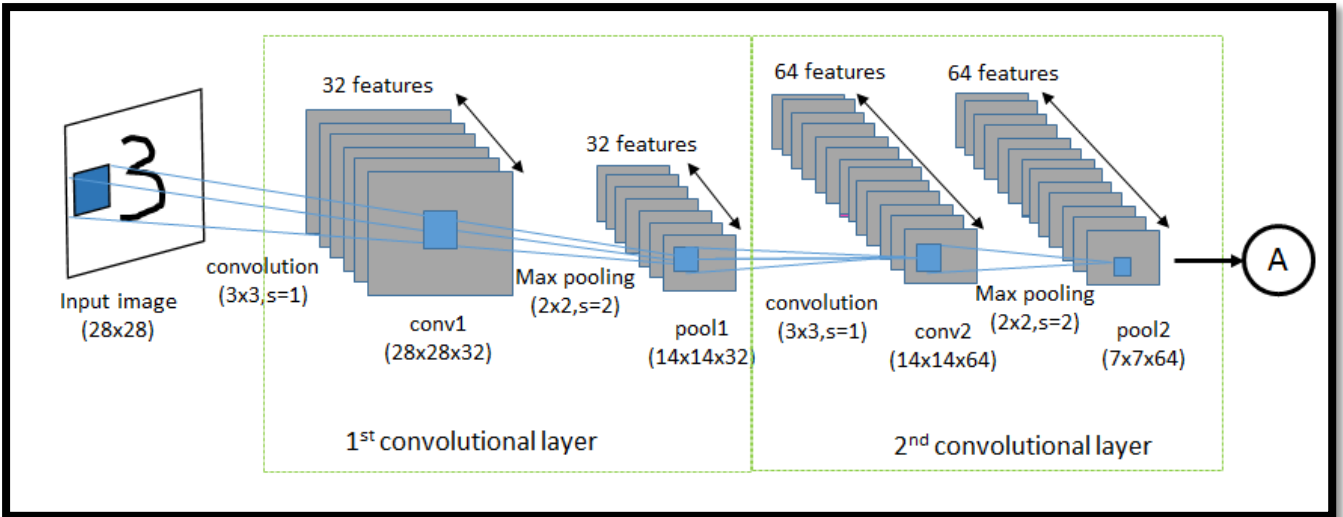 3
Input image
(28x28)
convolution
(3x3,s=1)
32 features
conv1
(28x28x32)
Max pooling
(2x2,s=2)
32 features
pool1
(14x14x32)
1st convolutional layer
convolution
(3x3,s=1)
64 features
conv2
(14x14x64)
Max pooling
(2x2,s=2)
64 features
pool2
(7x7x64)
2nd convolutional layer
A